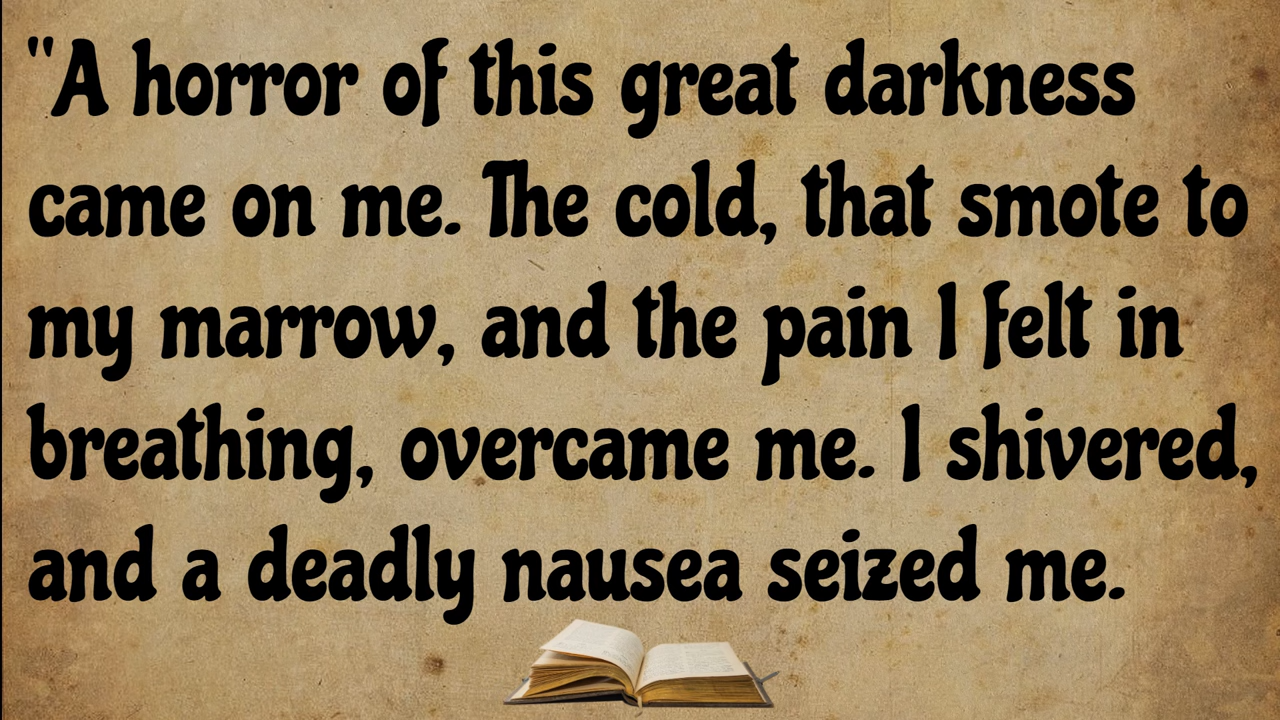 "A horror of this great darkness
came on me. The cold, that smote to
my marrow, and the pain I felt in
breathing, overcame me. I shivered,
and a deadly nausea seized me.